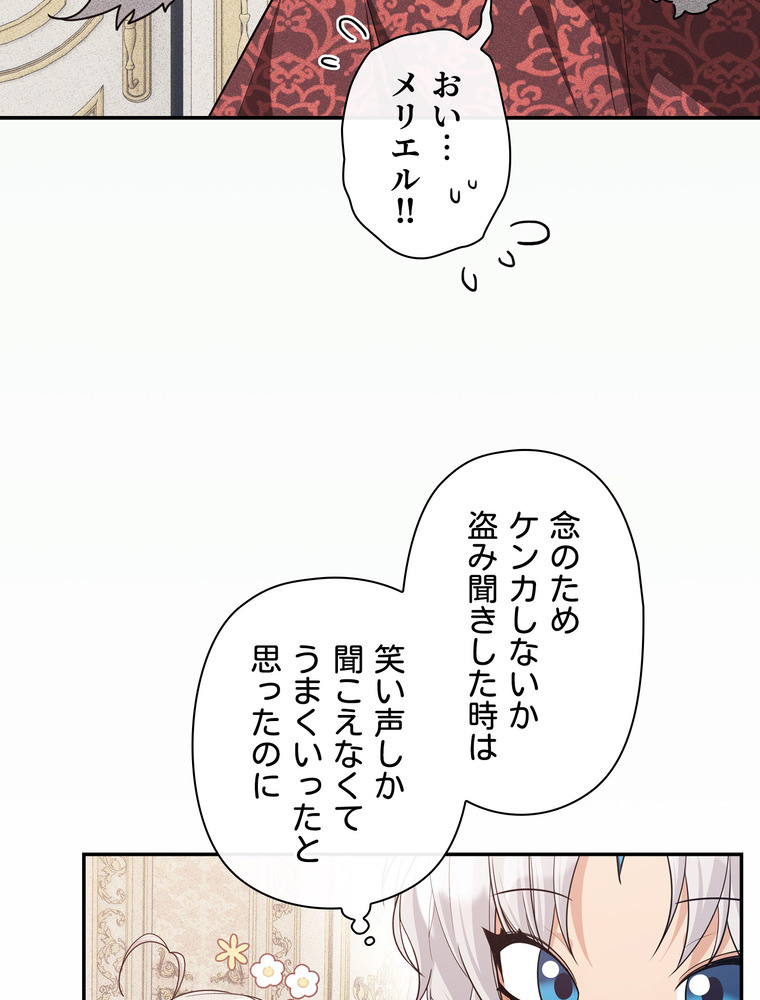 おい…
メリエル!!
念のため
ケンカしないか
盗み聞きした時は
笑い声しか
聞こえなくて
うまくいったと
思ったのに